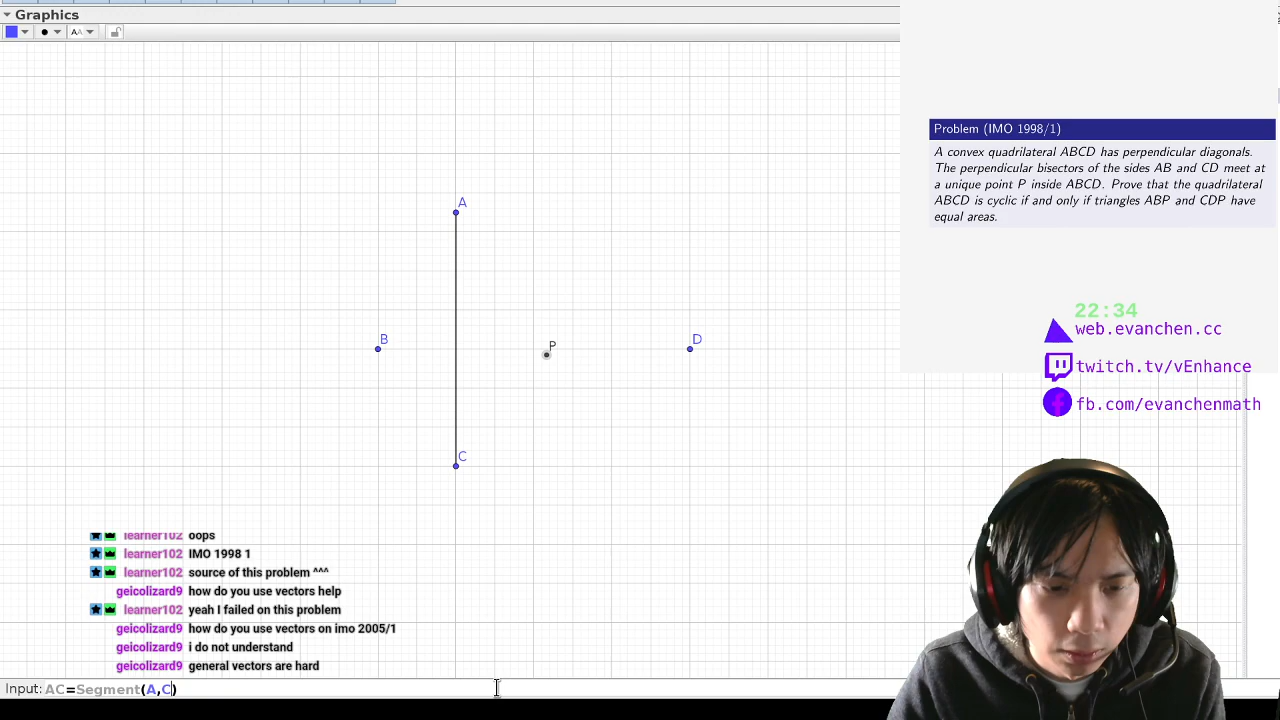 Graphics
AA
Problem (IMO 1998/1)
A convex quadrilateral ABCD has perpendicular diagonals.
The perpendicular bisectors of the sides AB and CD meet at
a unique point P inside ABCD. Prove that the quadrilateral
ABCD is cyclic if and only if triangles ABP and CDP have
equal areas.
A
B
P
D
C
22:34
web.evanchen.cc
twitch.tv/vEnhance
fb.com/evanchenmath
learner102 oops
learner102 IMO 1998 1
learner102 source of this problem ^^^
geicolizard9 how do you use vectors help
learner102 yeah I failed on this problem
geicolizard9 how do you use vectors on imo 2005/1
geicolizard9 i do not understand
geicolizard9 general vectors are hard
Input: AC=Segment(A,C)